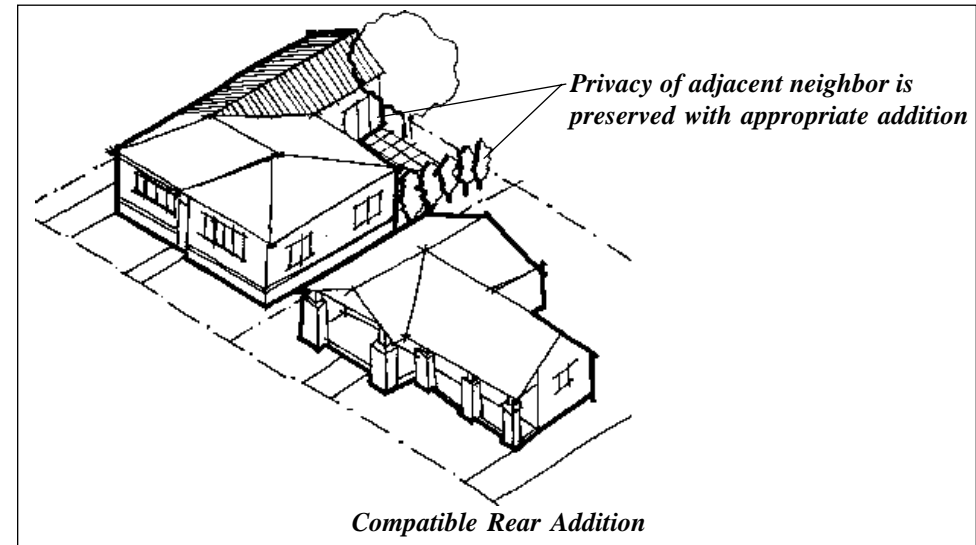 Privacy of adjacent neighbor is
preserved with appropriate addition
Compatible Rear Addition